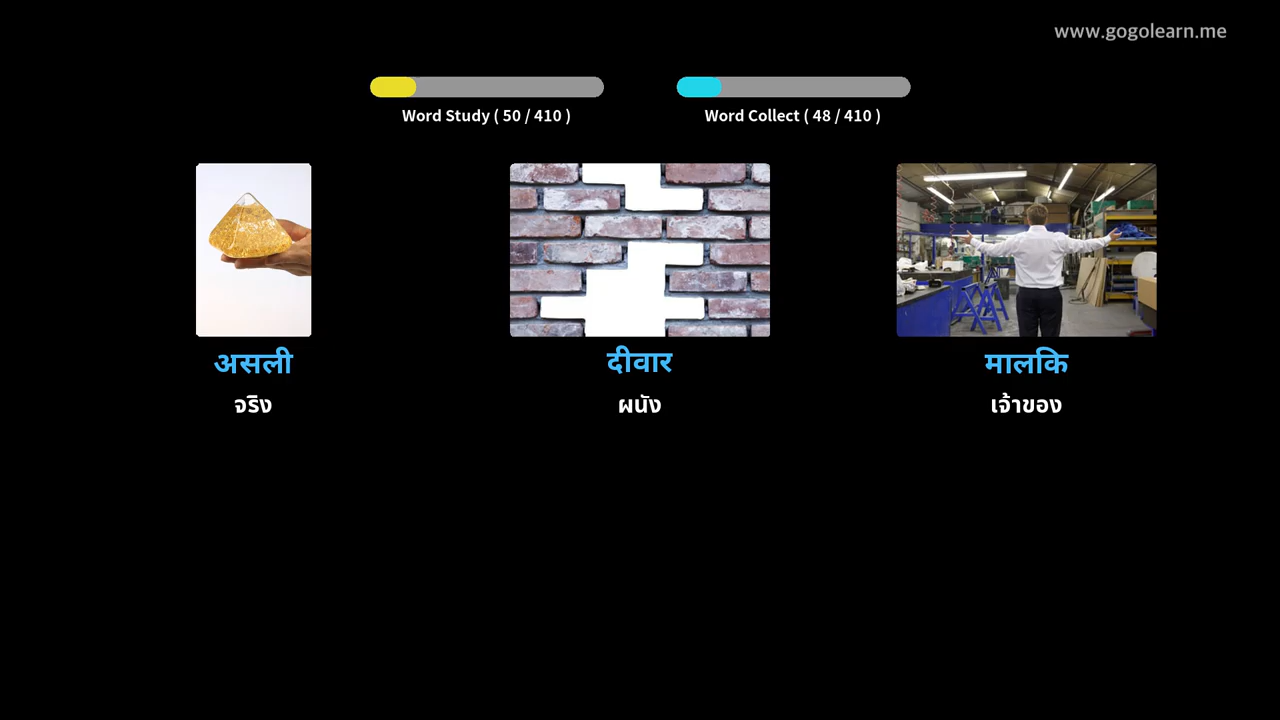 www.gogolearn.me
Word Study ( 50 / 410 )
Word Collect ( 48 / 410 )
असली
दीवार
मालकि
จริง
ผนัง
เจ้าของ